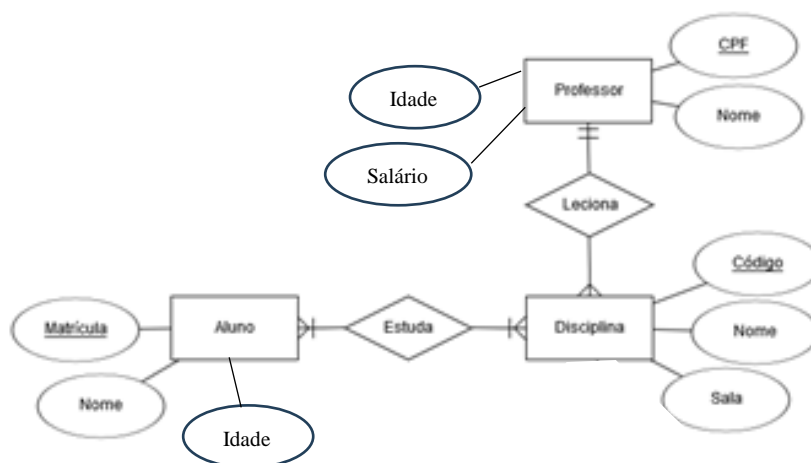 CPF
Idade
Professor
Nome
Salário
Leciona
Código
Matrícula
Aluno
Estuda
Disciplina
Nome
Nome
Sala
Idade